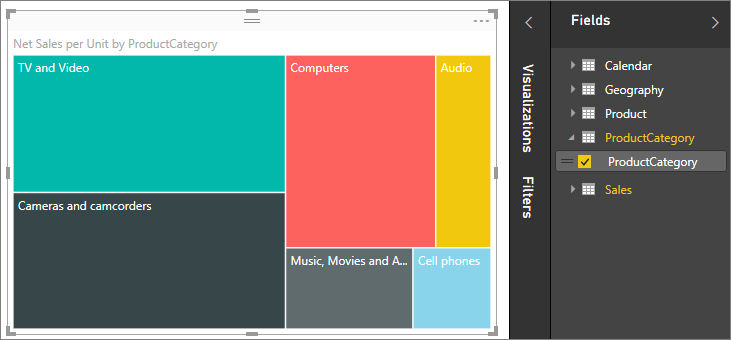 Net Sales per Unit by ProductCategory
TV and Video
Computers
Audio
Cameras and camcorders
Music, Movies and A...
Cell phones
Visualizations
Filters
Fields
Calendar
Geography
Product
ProductCategory
ProductCategory
Sales